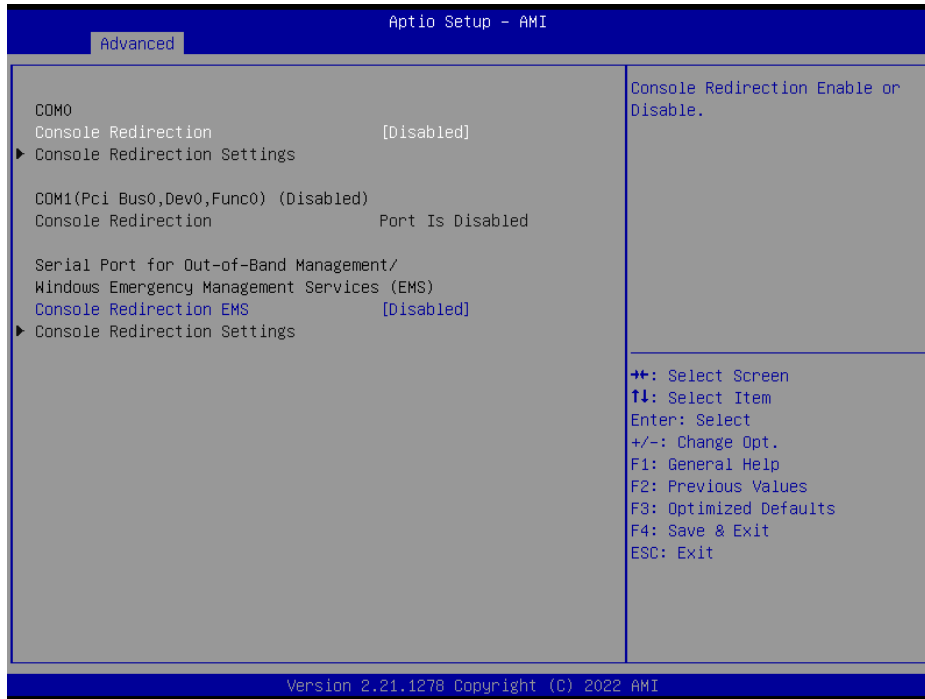 Aptio Setup – AMI
Advanced
COM0
Console Redirection [Disabled]
Console Redirection Settings
COM1(Pci Bus0,Dev0,Func0) (Disabled)
Console Redirection Port Is Disabled
Serial Port for Out-of-Band Management/
Windows Emergency Management Services (EMS)
Console Redirection EMS [Disabled]
Console Redirection Settings
Console Redirection Enable or
Disable.
→←: Select Screen
↑↓: Select Item
Enter: Select
+/-: Change Opt.
F1: General Help
F2: Previous Values
F3: Optimized Defaults
F4: Save & Exit
ESC: Exit
Version 2.21.1278 Copyright (C) 2022 AMI